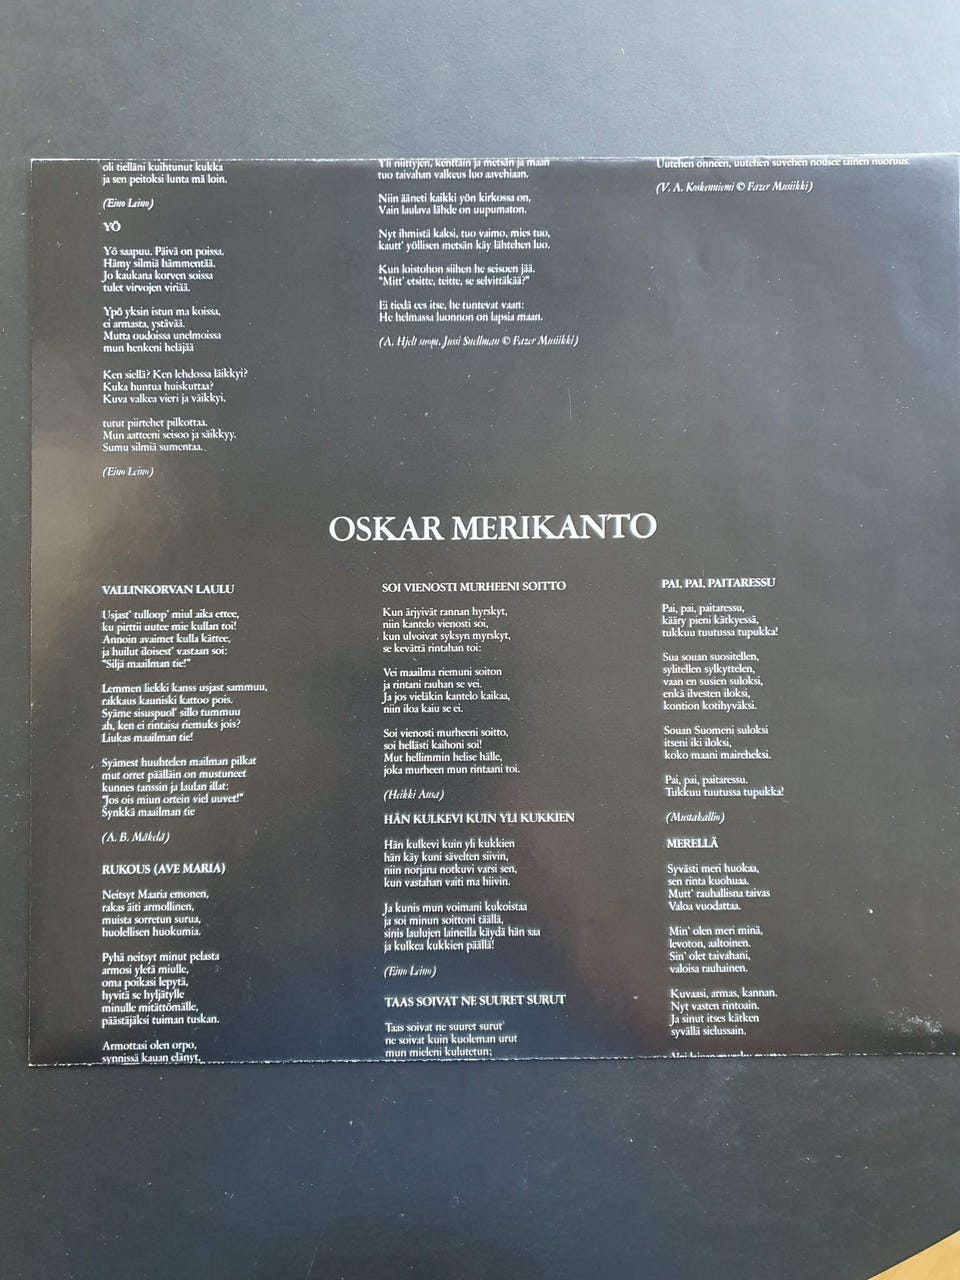 oli tielläni kuihtunut kukka
ja sen peitoksi lunta mä loin.
(Eino Leino)
YÖ
Yö saapuu. Päivä on poissa.
Hämy silmiä hämmentää.
Jo kaukana korven soissa
tulet virvojen viriää.
Ypö yksin istun ma koissa,
ei armasta, ystävää.
Mutta oudoissa unelmoissa
mun henkeni heläjää
Ken siellä? Ken lehdossa läikkyi?
Kuka huntua huiskuttaa?
Kuva valkea vieri ja väikkyi.
tutut piirtehet pilkottaa.
Mun aatteeni seisoo ja säikkyy.
Sumu silmiä sumentaa.
(Eino Leino)
Yli niittyjen, kenttäin ja metsän ja maan
tuo taivahan valkeus luo aavehiaan.
Niin ääneti kaikki yön kirkossa on,
Vain laulava lähde on uupumaton.
Nyt ihmistä kaksi, tuo vaimo, mies tuo,
kautt' yöllisen metsän käy lähtehen luo.
Kun loistohon siihen he seisoen jää.
"Mitt' etsitte, teitte, se selvittäkää?"
Ei tiedä ees itse, he tuntevat vaan:
He helmassa luonnon on lapsia maan.
(A. Hjelt suom. Jussi Snellman © Fazer Musiikki)
Uutehen onneen, uutehen suvehen nousee nuoruus.
(V. A. Koskenniemi © Fazer Musiikki)
OSKAR MERIKANTO
VALLINKORVAN LAULU
Usjast' tulloop' miul aika ettee,
ku pirttii uutee mie kullan toi!
Annoin avaimet kulla kättee,
ja huilut iloisest' vastaan soi:
"Siljä maailman tie!"
Lemmen liekki kanss usjast sammuu,
rakkaus kauniski kattoo pois.
Syäme sisuspuol' sillo tummuu
ah, ken ei rintaisa riemuks jois?
Liukas maailman tie!
Syämest huuhtelen mailman pilkat
mut orret päälläin on mustuneet
kunnes tanssin ja laulan illat:
"Jos ois miun ortein viel uuvet!"
Synkkä maailman tie
(A. B. Mäkelä)
RUKOUS (AVE MARIA)
Neitsyt Maaria emonen,
rakas äiti armollinen,
muista sorretun surua,
huolellisen huokumia.
Pyhä neitsyt minut pelasta
armosi yletä miulle,
oma poikasi lepytä,
hyvitä se hyljätylle
minulle mitättömälle,
päästäjäksi tuiman tuskan.
Armottasi olen orpo,
synnissä kauan elänyt,
SOI VIENOSTI MURHEENI SOITTO
Kun ärjyivät rannan hyrskyt,
niin kantelo vienosti soi,
kun ulvoivat syksyn myrskyt,
se kevättä rintahan toi:
Vei maailma riemuni soiton
ja rintani rauhan se vei.
Ja jos vieläkin kantelo kaikaa,
niin iloa kaiu se ei.
Soi vienosti murheeni soitto,
soi hellästi kaihoni soi!
Mut hellimmin helise hälle,
joka murheen mun rintaani toi.
(Heikki Ansa)
HÄN KULKEVI KUIN YLI KUKKIEN
Hän kulkevi kuin yli kukkien
hän käy kuni sävelten siivin,
niin norjana notkuvi varsi sen,
kun vastahan vaiti ma hiivin.
Ja kunis mun voimani kukoistaa
ja soi minun soittoni täällä,
sinis laulujen laineilla käydä hän saa
ja kulkea kukkien päällä!
(Eino Leino)
TAAS SOIVAT NE SUURET SURUT
Taas soivat ne suuret surut'
ne soivat kuin kuoleman urut
mun mieleni kulutetun;
PAI, PAI, PAITARESSU
Pai, pai, paitaressu,
kääry pieni kätkyessä,
tukkuu tuutussa tupukka!
Sua souan suositellen,
sylitellen sylkyttelen,
vaan en susien suloksi,
enkä ilvesten iloksi,
kontion kotihyväksi.
Souan Suomeni suloksi
itseni iki iloksi,
koko maani maireheksi.
Pai, pai, paitaressu.
Tukkuu tuutussa tupukka!
(Mustakallio)
MERELLÄ
Syvästi meri huokaa,
sen rinta kuohuaa.
Mutt' rauhallisna taivas
Valoa vuodattaa.
Min' olen meri minä,
levoton, aaltoinen.
Sin' olet taivahani,
valoisa rauhainen.
Kuvaasi, armas, kannan.
Nyt vasten rintoain.
Ja sinut itses kätken
syvällä sielussain.